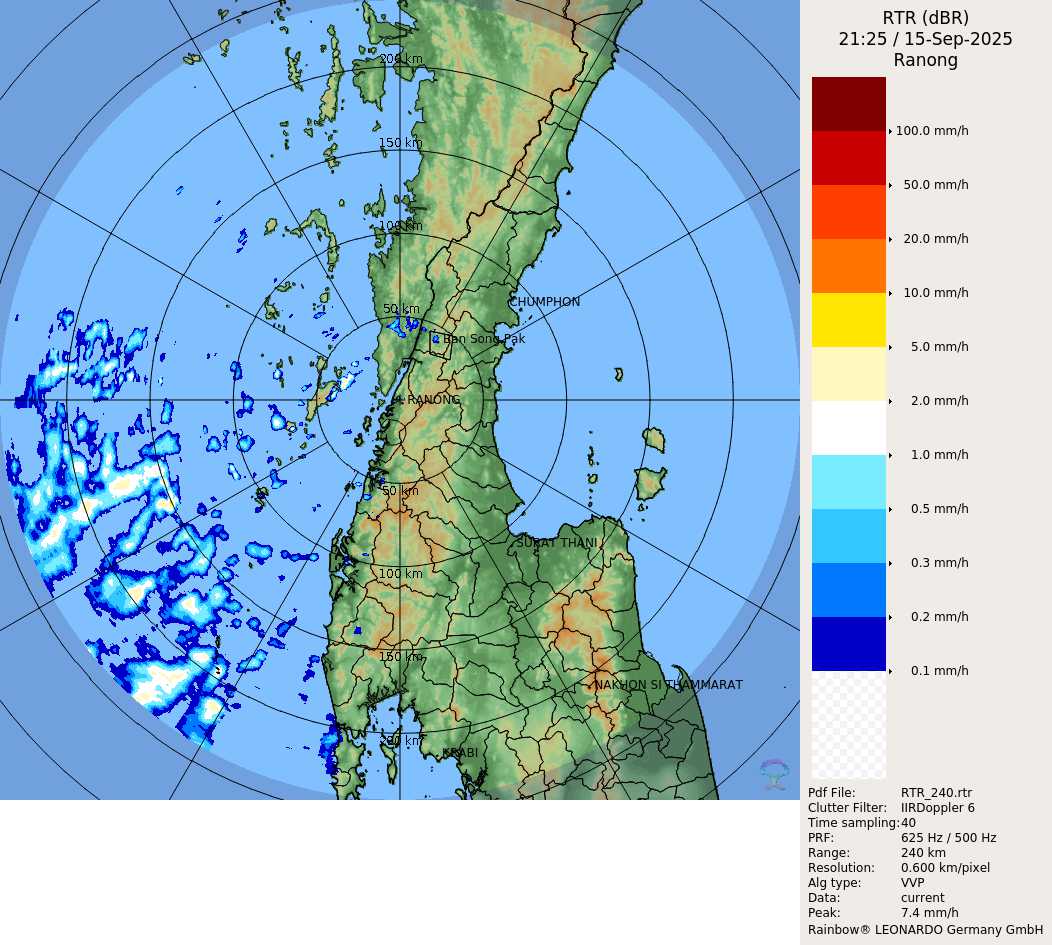 RTR (dBR)
21:25 / 15-Sep-2025
Ranong
200 km
150 km
100 km
50 km
CHUMPHON
Ban Song Pak
RANONG
50 km
SURAT THANI
100 km
150 km
NAKHON SI THAMMARAT
200 km
KRABI
100.0 mm/h
50.0 mm/h
20.0 mm/h
10.0 mm/h
5.0 mm/h
2.0 mm/h
1.0 mm/h
0.5 mm/h
0.3 mm/h
0.2 mm/h
0.1 mm/h
Pdf File: RTR_240.rtr
Clutter Filter: IIRDoppler 6
Time sampling: 40
PRF: 625 Hz / 500 Hz
Range: 240 km
Resolution: 0.600 km/pixel
Alg type: VVP
Data: current
Peak: 7.4 mm/h
Rainbow® LEONARDO Germany GmbH